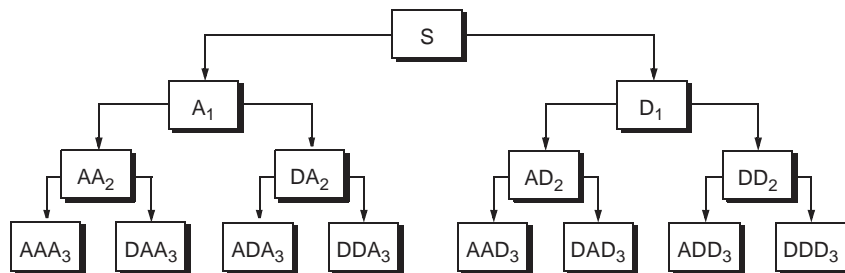 S
A₁ D₁
AA₂ DA₂ AD₂ DD₂
AAA₃ DAA₃ ADA₃ DDA₃ AAD₃ DAD₃ ADD₃ DDD₃